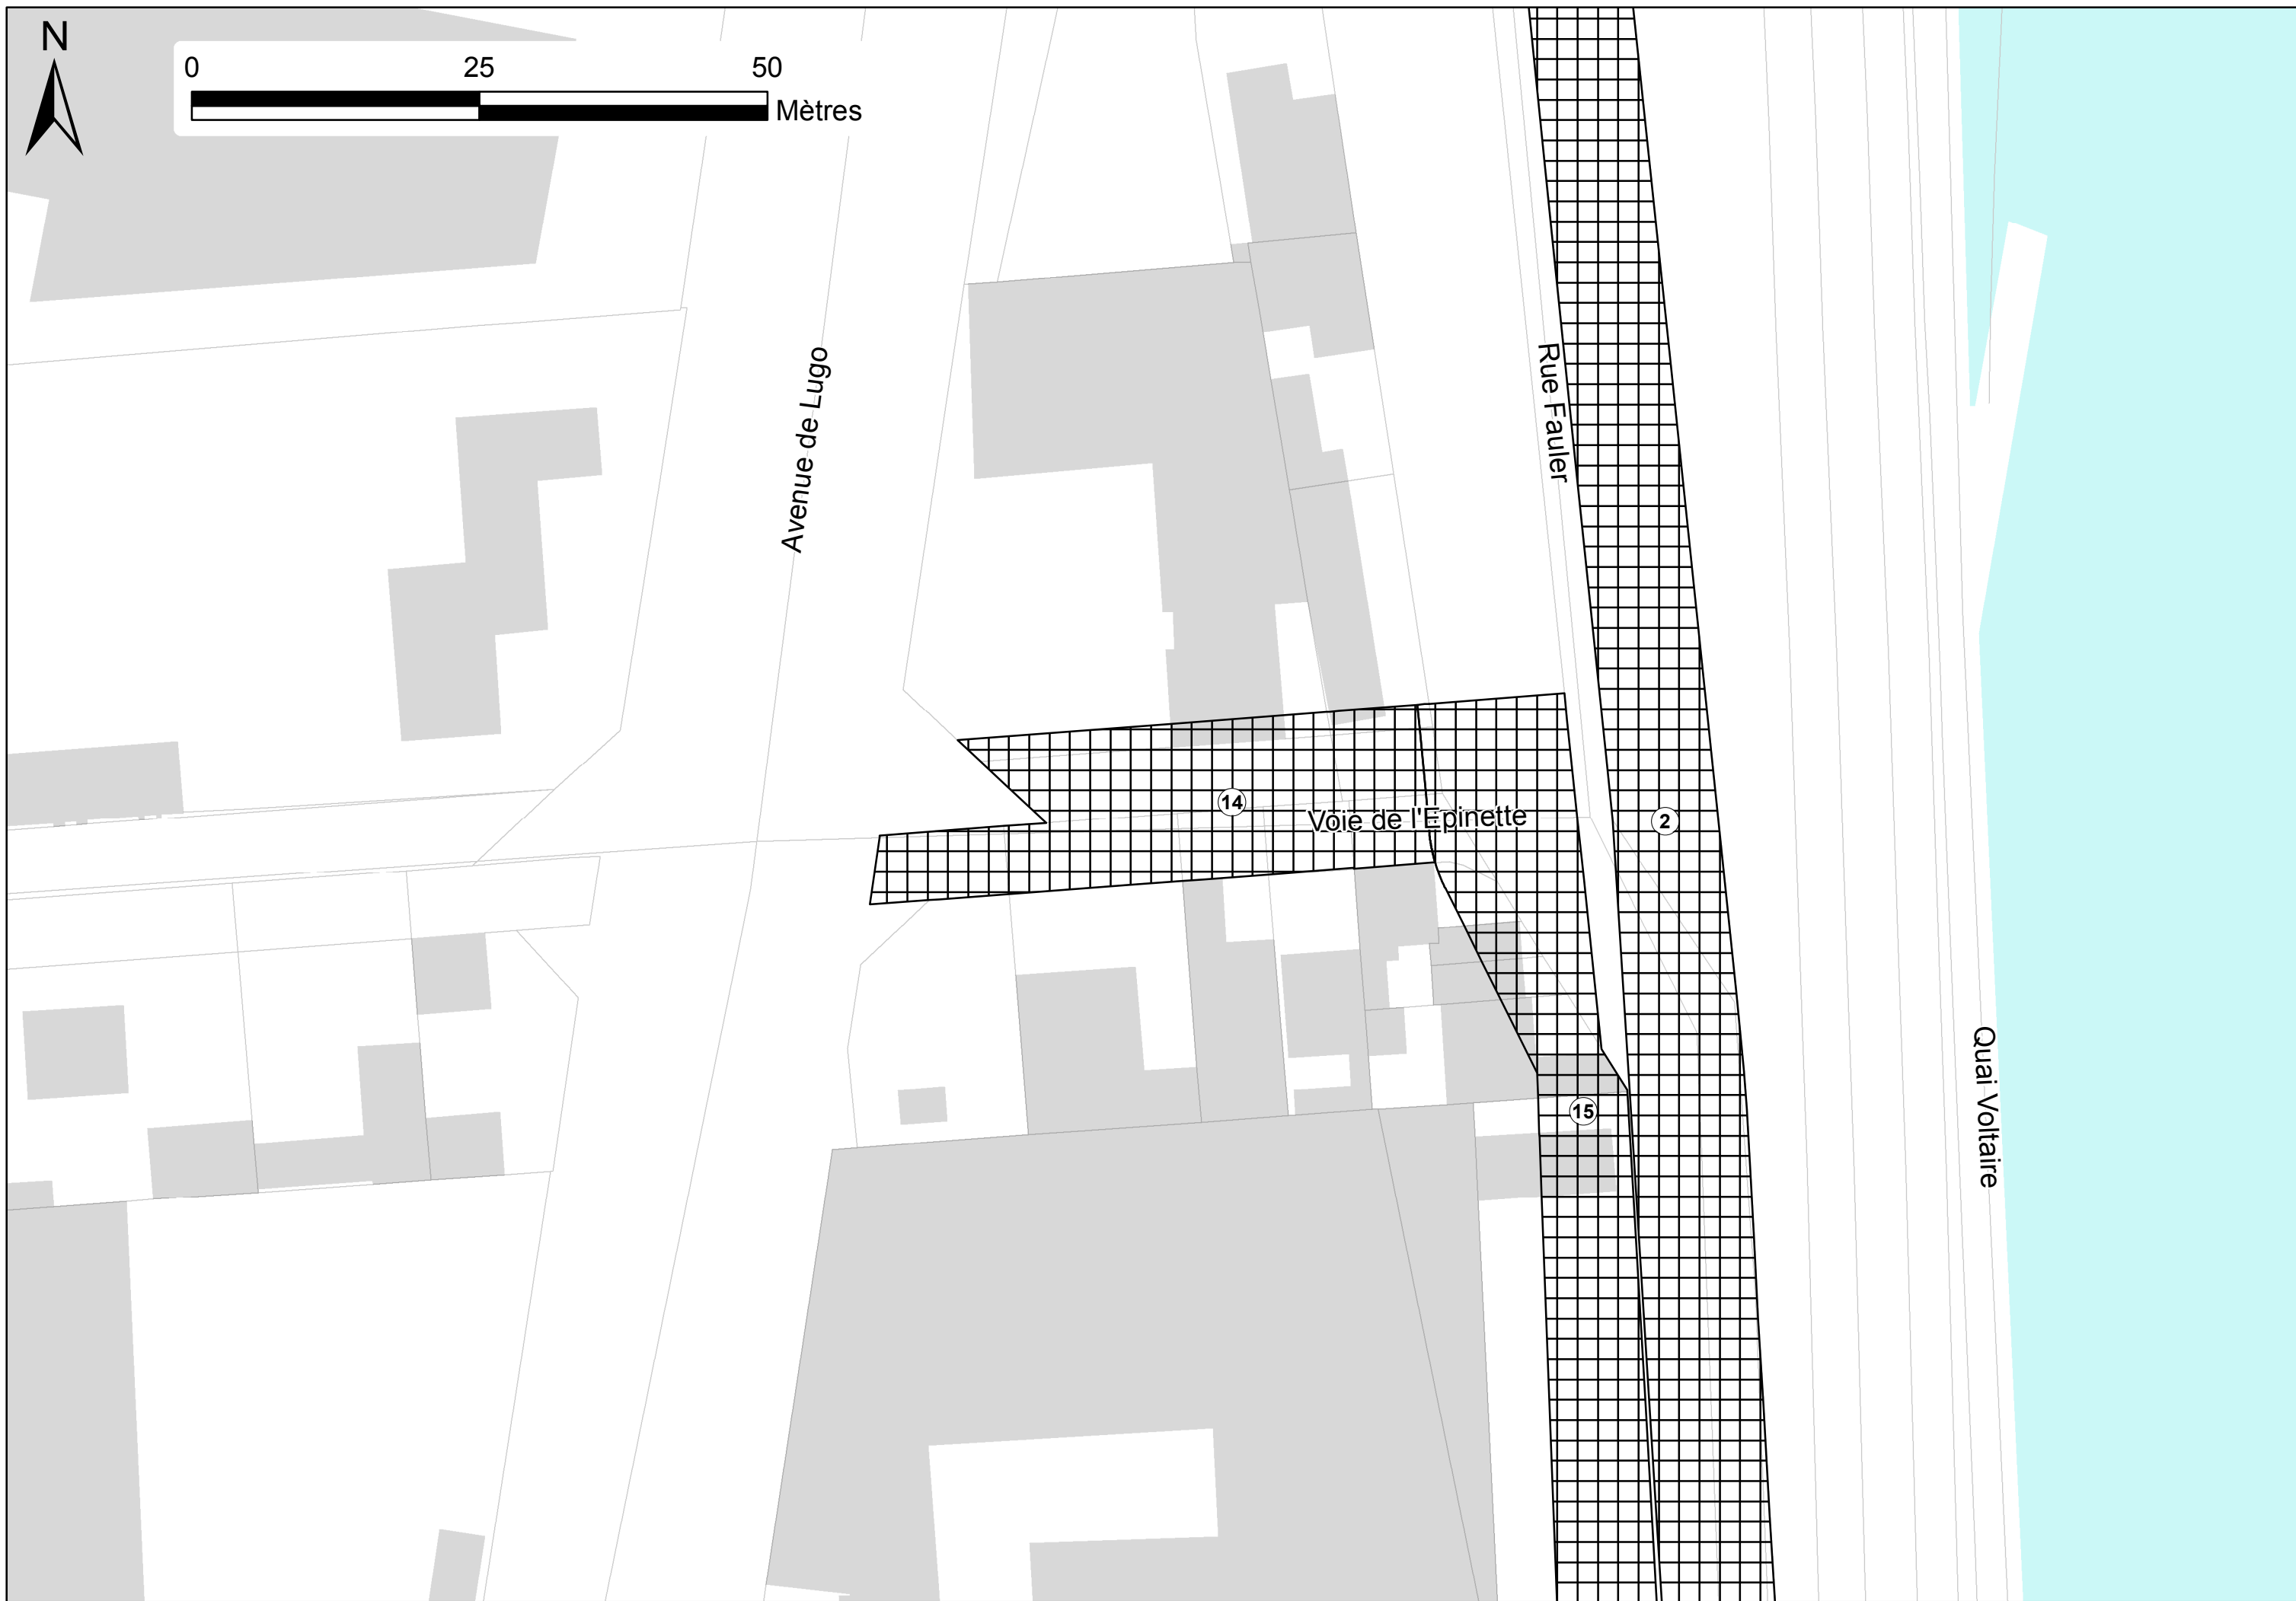 N
0 25 50
Mètres
Avenue de Lugo
Rue Fauler
14
Voie de l'Epinette
2
15
Quai Voltaire